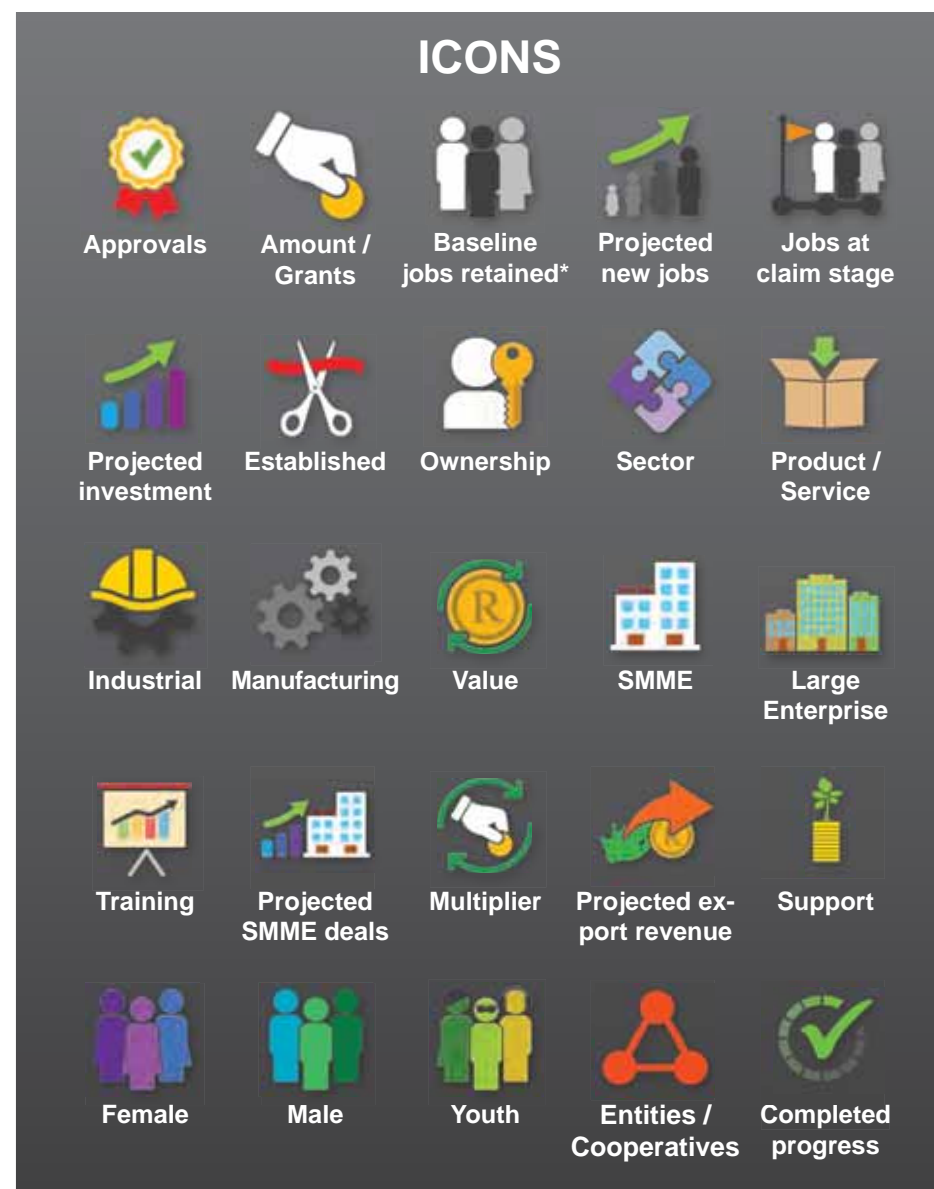 ICONS
Approvals
Amount /
Grants
Baseline
jobs retained*
Projected
new jobs
Jobs at
claim stage
Projected
investment
Established
Ownership
Sector
Product /
Service
Industrial
Manufacturing
R
Value
SMME
Large
Enterprise
Training
Projected
SMME deals
Multiplier
R
Projected ex-
port revenue
Support
Female
Male
Youth
Entities /
Cooperatives
Completed
progress